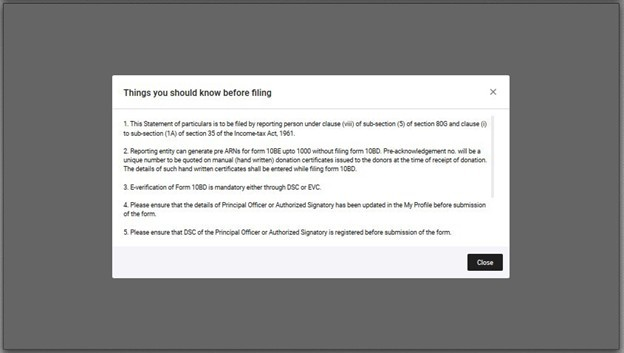 Things you should know before filing
1. This Statement of particulars is to be filed by reporting person under clause (viii) of sub-section (5) of section 80G and clause (i)
to sub-section (1A) of section 35 of the Income-tax Act, 1961.
2. Reporting entity can generate pre ARNs for form 10BE upto 1000 without filing form 10BD. Pre-acknowledgement no. will be a
unique number to be quoted on manual (hand written) donation certificates issued to the donors at the time of receipt of donation.
The details of such hand written certificates shall be entered while filing form 10BD.
3. E-verification of Form 10BD is mandatory either through DSC or EVC.
4. Please ensure that the details of Principal Officer or Authorized Signatory has been updated in the My Profile before submission
of the form.
5. Please ensure that DSC of the Principal Officer or Authorized Signatory is registered before submission of the form.
Close